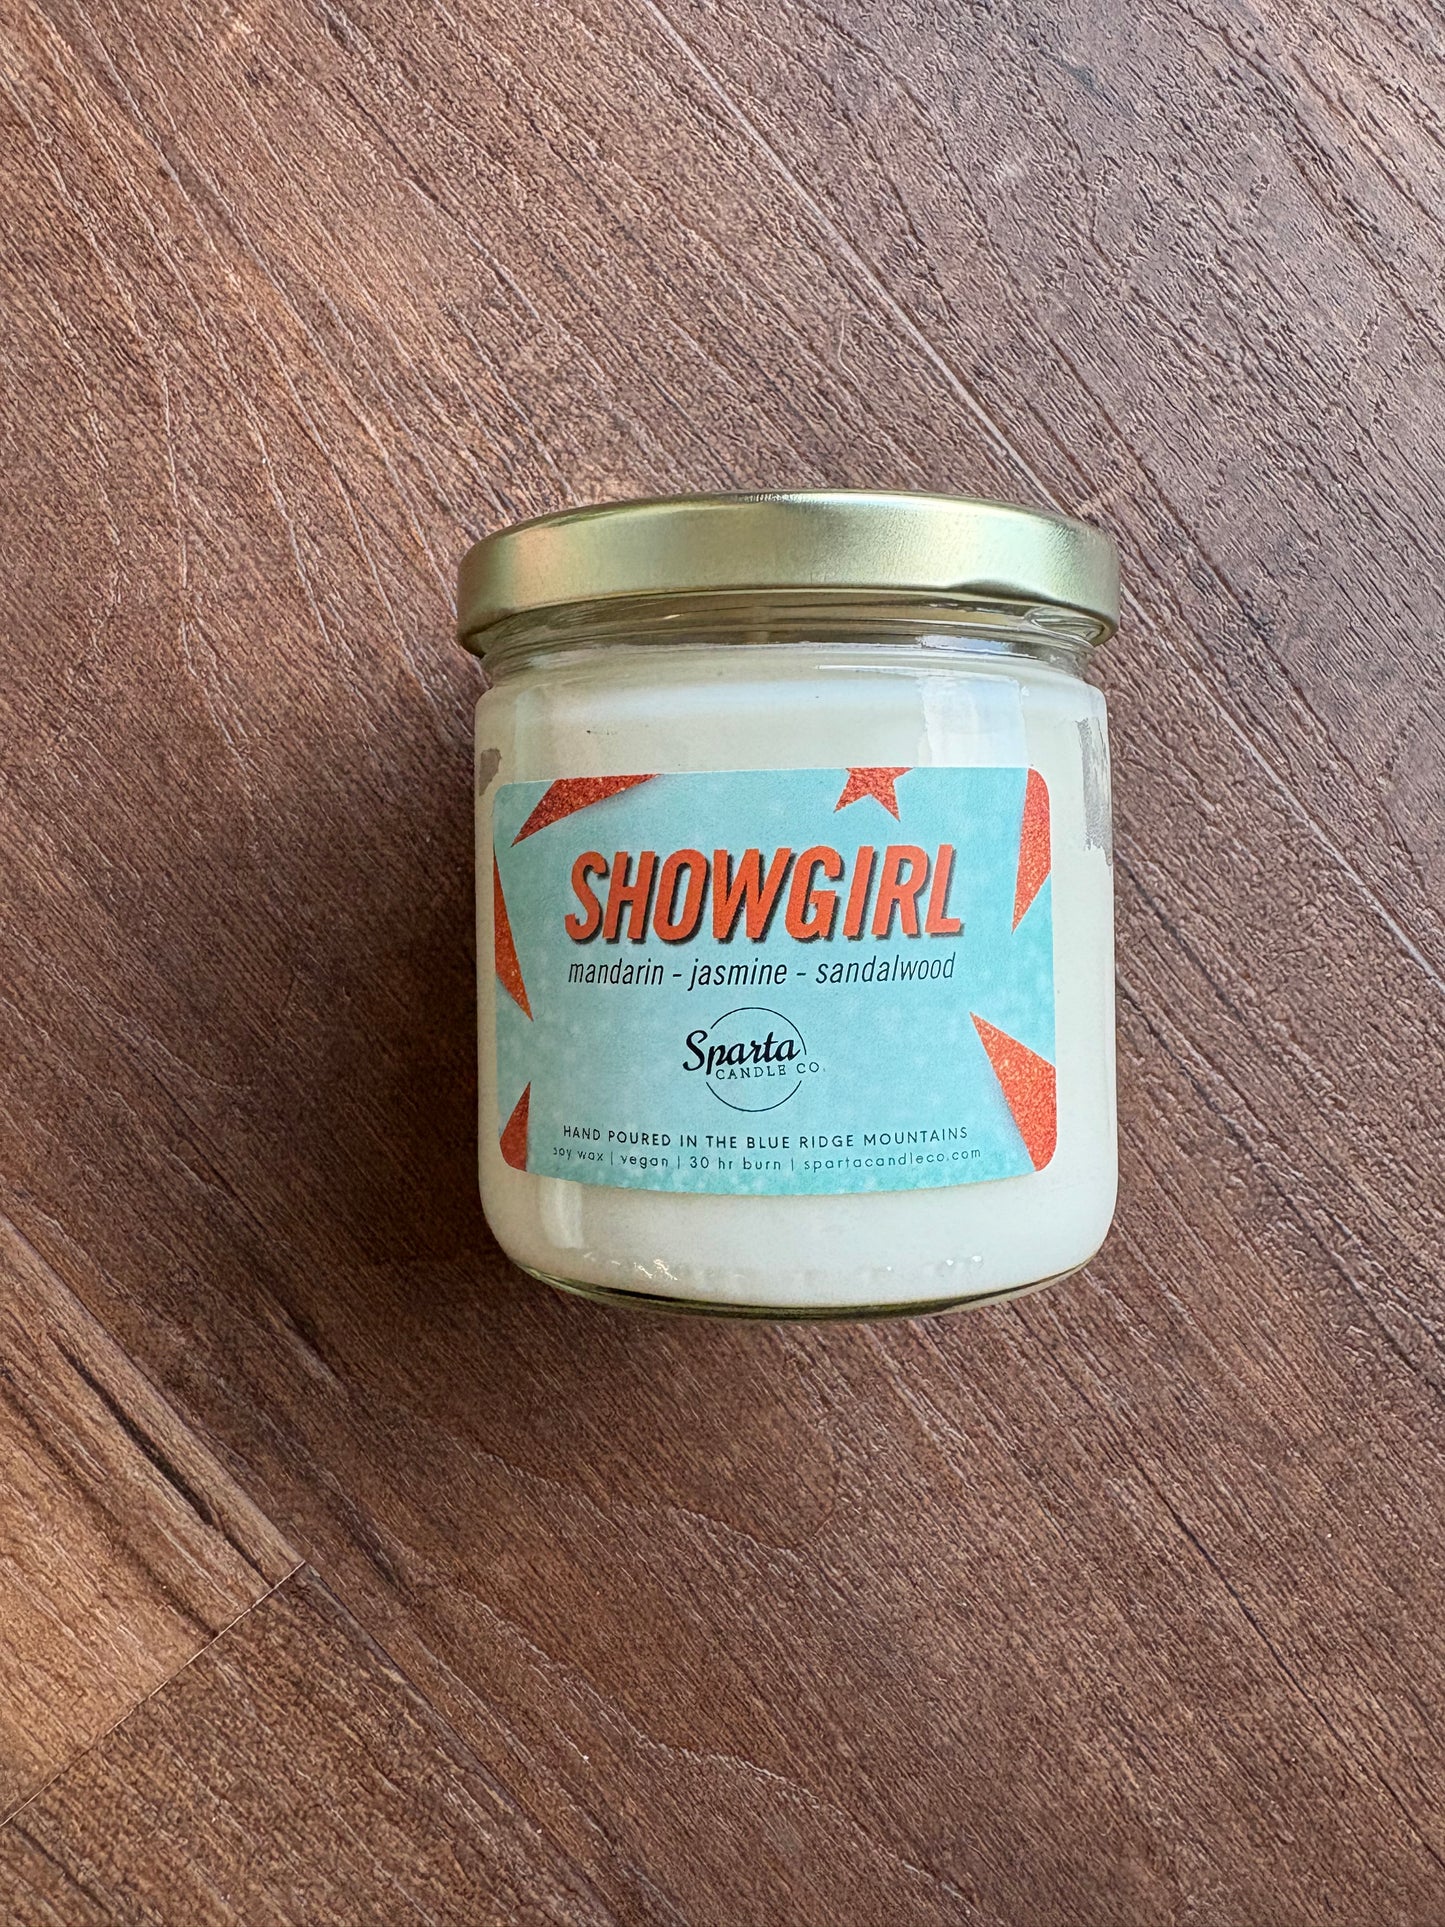 SHOWGIRL
mandarin - jasmine - sandalwood
Sparta
CANDLE CO.
HAND POURED IN THE BLUE RIDGE MOUNTAINS
soy wax | vegan | 30 hr burn | spartacandleco.com